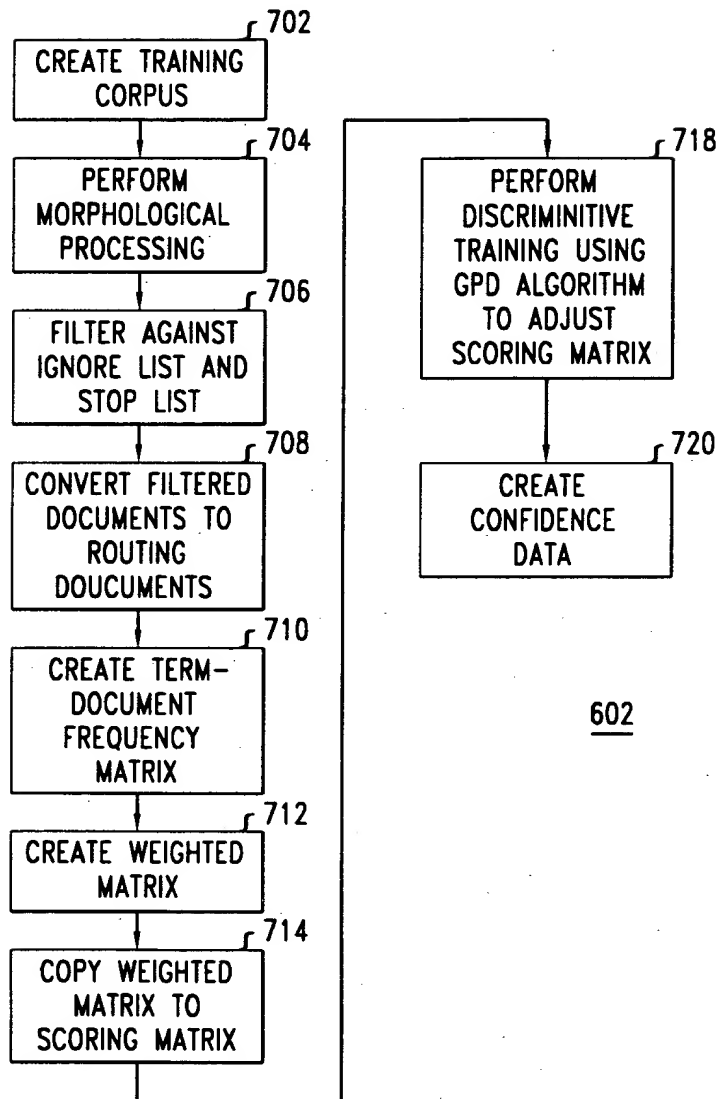 702
CREATE TRAINING
CORPUS
704
PERFORM
MORPHOLOGICAL
PROCESSING
706
FILTER AGAINST
IGNORE LIST AND
STOP LIST
708
CONVERT FILTERED
DOCUMENTS TO
ROUTING
DOUCUMENTS
710
CREATE TERM-
DOCUMENT
FREQUENCY
MATRIX
712
CREATE WEIGHTED
MATRIX
714
COPY WEIGHTED
MATRIX TO
SCORING MATRIX
718
PERFORM
DISCRIMINITIVE
TRAINING USING
GPD ALGORITHM
TO ADJUST
SCORING MATRIX
720
CREATE
CONFIDENCE
DATA
602